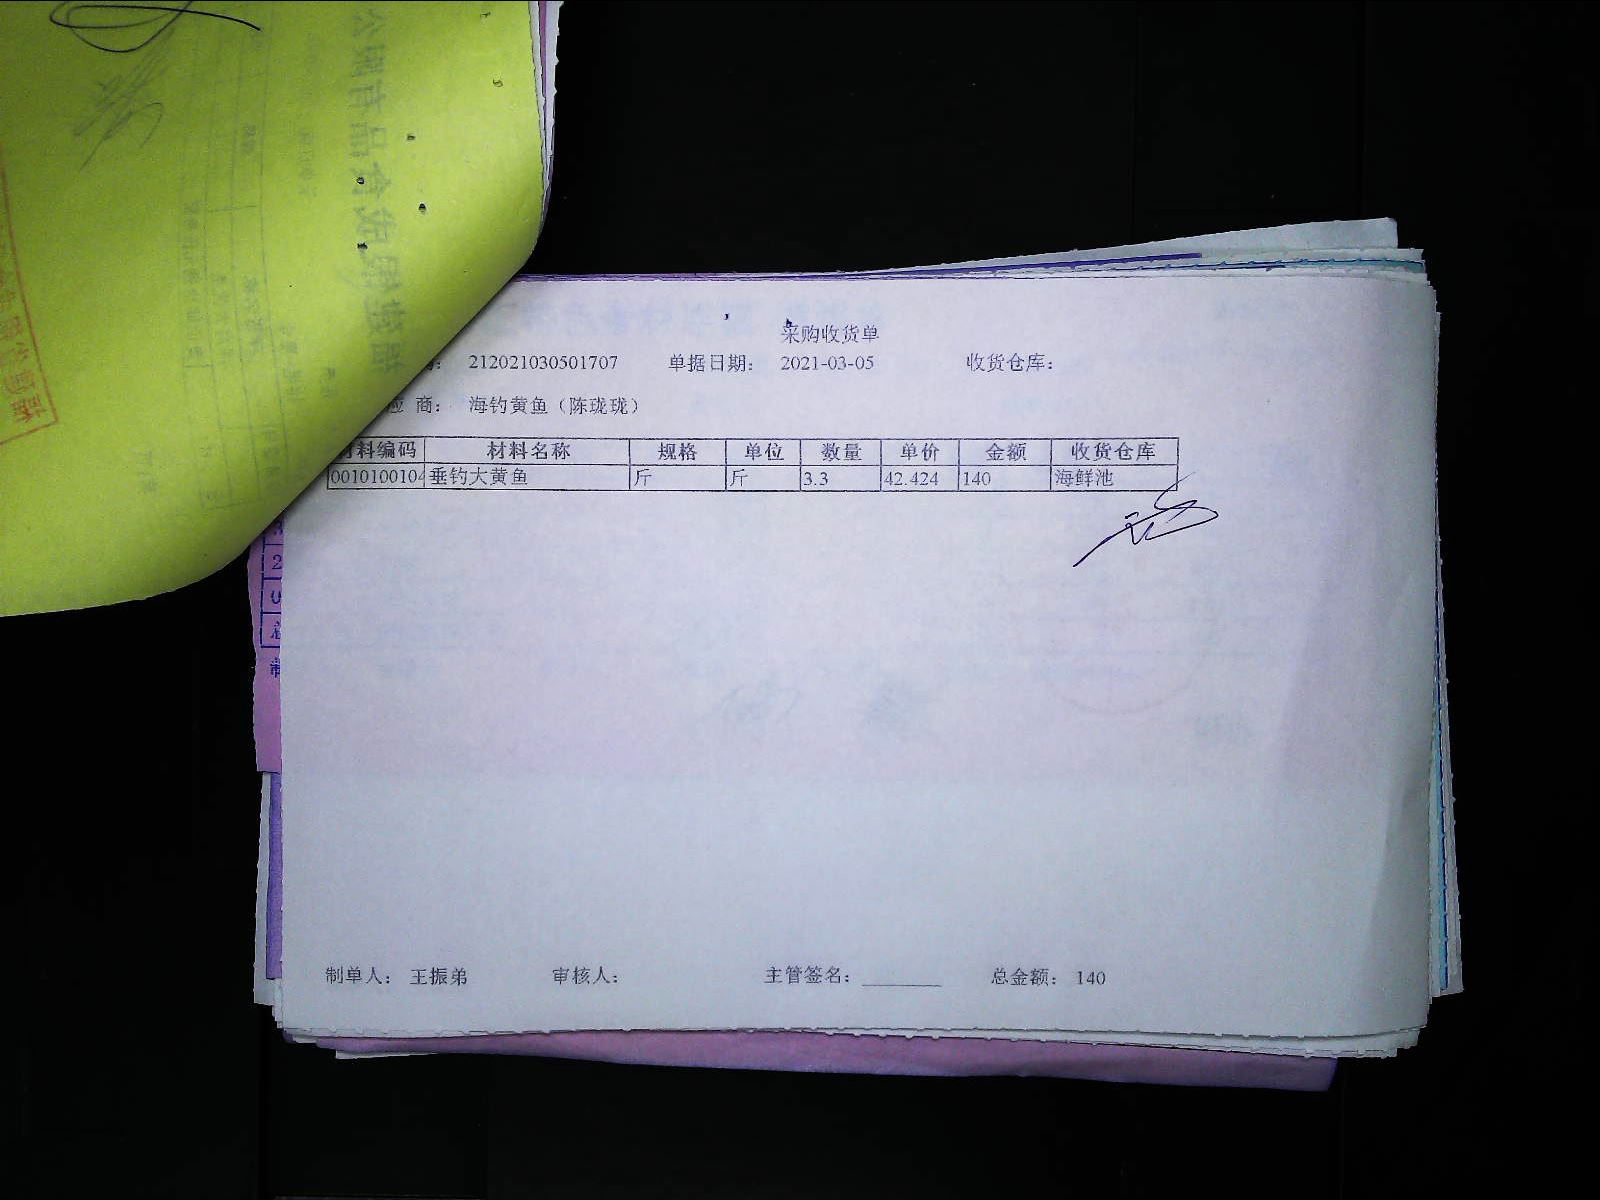 采购收货单
212021030501707 单据日期： 2021-03-05 收货仓库：
应 商： 海钓黄鱼（陈珑珑）
材料编码 材料名称 规格 单位 数量 单价 金额 收货仓库
0010100104 垂钓大黄鱼 斤 斤 3.3 42.424 140 海鲜池
制单人： 王振弟 审核人： 主管签名：________ 总金额： 140